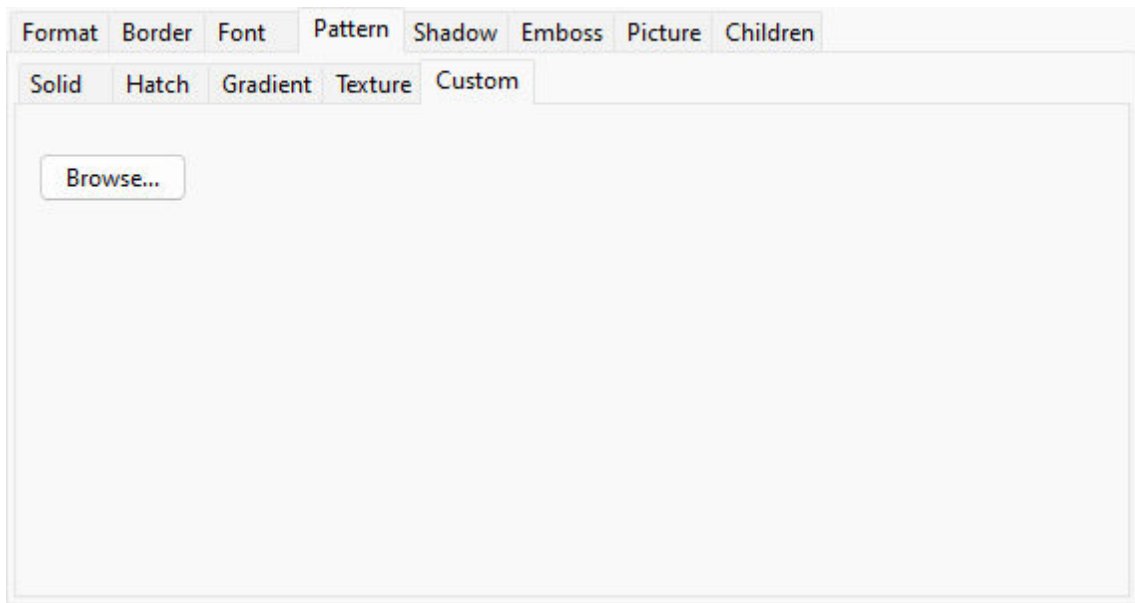 Format Border Font Pattern Shadow Emboss Picture Children
Solid Hatch Gradient Texture Custom
Browse...